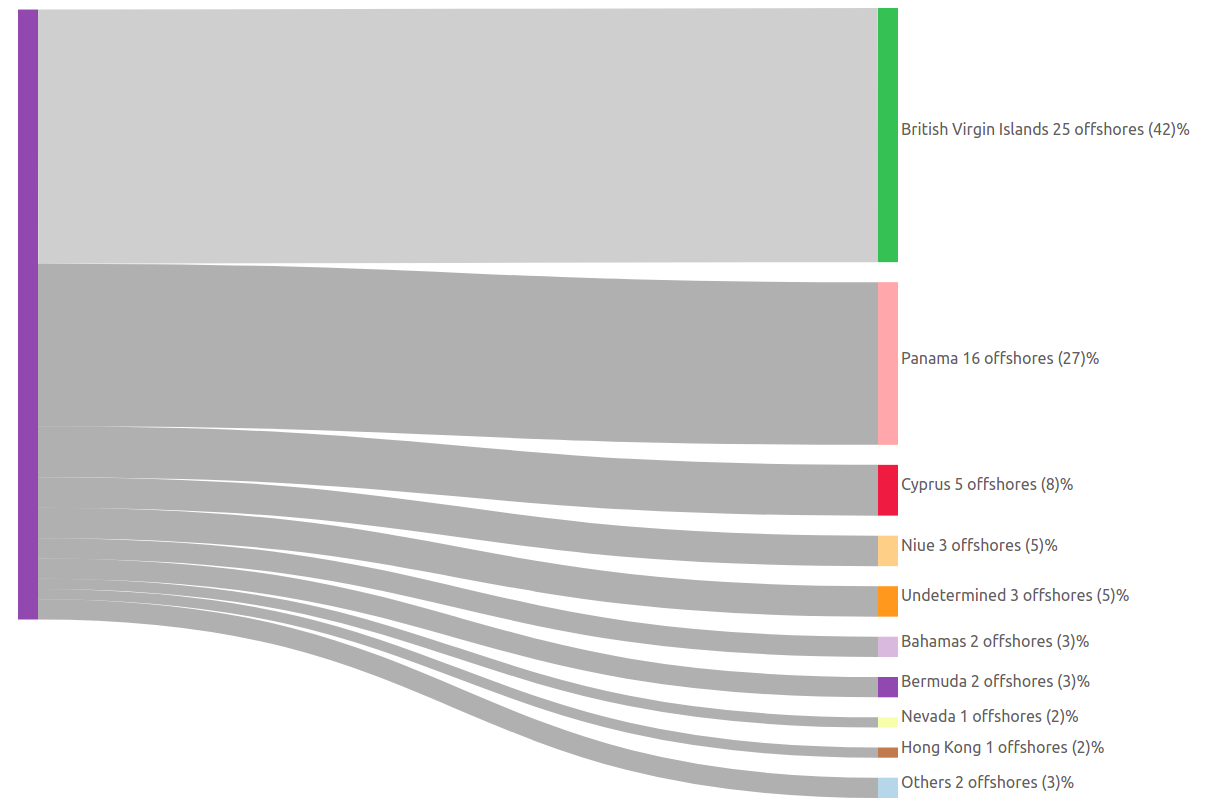 British Virgin Islands 25 offshores (42)%
Panama 16 offshores (27)%
Cyprus 5 offshores (8)%
Niue 3 offshores (5)%
Undetermined 3 offshores (5)%
Bahamas 2 offshores (3)%
Bermuda 2 offshores (3)%
Nevada 1 offshores (2)%
Hong Kong 1 offshores (2)%
Others 2 offshores (3)%